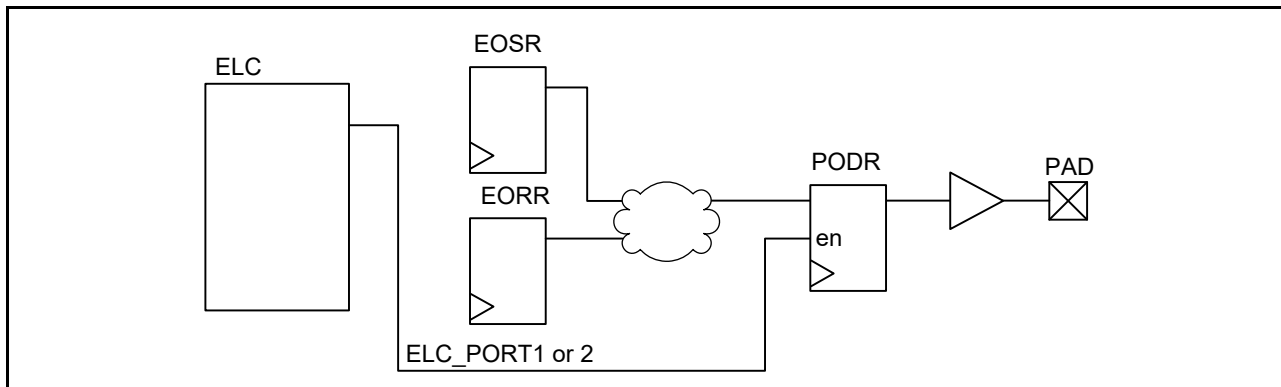 EOSR
ELC
EORR
PODR
PAD
en
ELC_PORT1 or 2